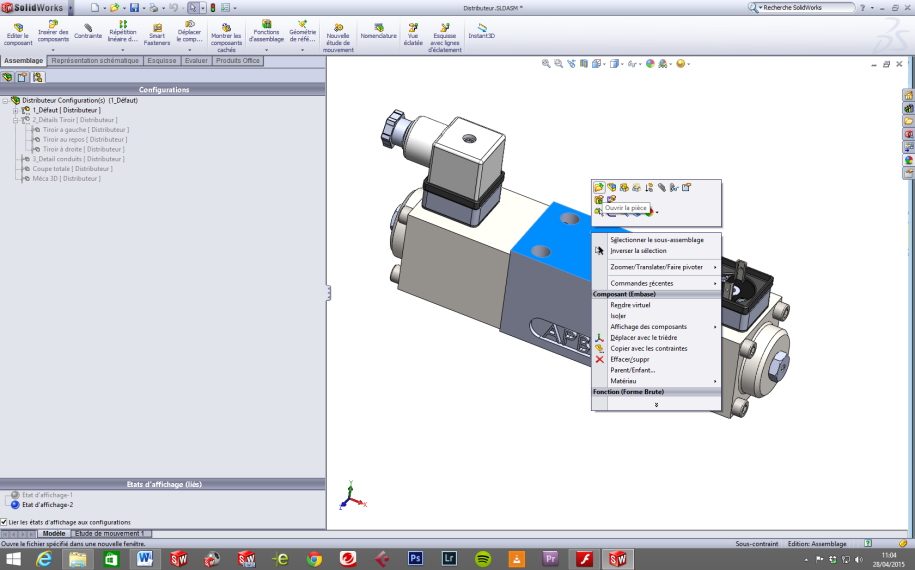 SolidWorks
Distributeur.SLDASM *
Recherche SolidWorks
Editer le composant
Insérer des composants
Contrainte
Répétition linéaire d...
Smart Fasteners
Déplacer le comp...
Montrer les composants cachés
Fonctions d'assemblage
Géométrie de réfé...
Nouvelle étude de mouvement
Nomenclature
Vue éclatée
Esquisse avec lignes d'éclatement
Instant3D
Assemblage
Représentation schématique
Esquisse
Evaluer
Produits Office
Configurations
Distributeur Configuration(s) (1_Défaut)
1_Défaut [ Distributeur ]
2_Détails Tiroir [ Distributeur ]
Tiroir a gauche [ Distributeur ]
Tiroir au repos [ Distributeur ]
Tiroir à droite [ Distributeur ]
3_Detail conduits [ Distributeur ]
Coupe totale [ Distributeur ]
Méca 3D [ Distributeur ]
Ouvrir la pièce
Sélectionner le sous-assemblage
Inverser la sélection
Zoomer/Translater/Faire pivoter
Commandes récentes
Composant (Embase)
Rendre virtuel
Isoler
Affichage des composants
Déplacer avec le trièdre
Copier avec les contraintes
Effacer/suppr
Parent/Enfant...
Matériau
Fonction (Forme Brute)
Etats d'affichage (liés)
Etat d'affichage-1
Etat d'affichage-2
Lier les états d'affichage aux configurations
Modèle
Etude de mouvement 1
Ouvre le fichier spécifié dans une nouvelle fenêtre.
Sous-contraint
Edition: Assemblage
11:04
28/04/2015